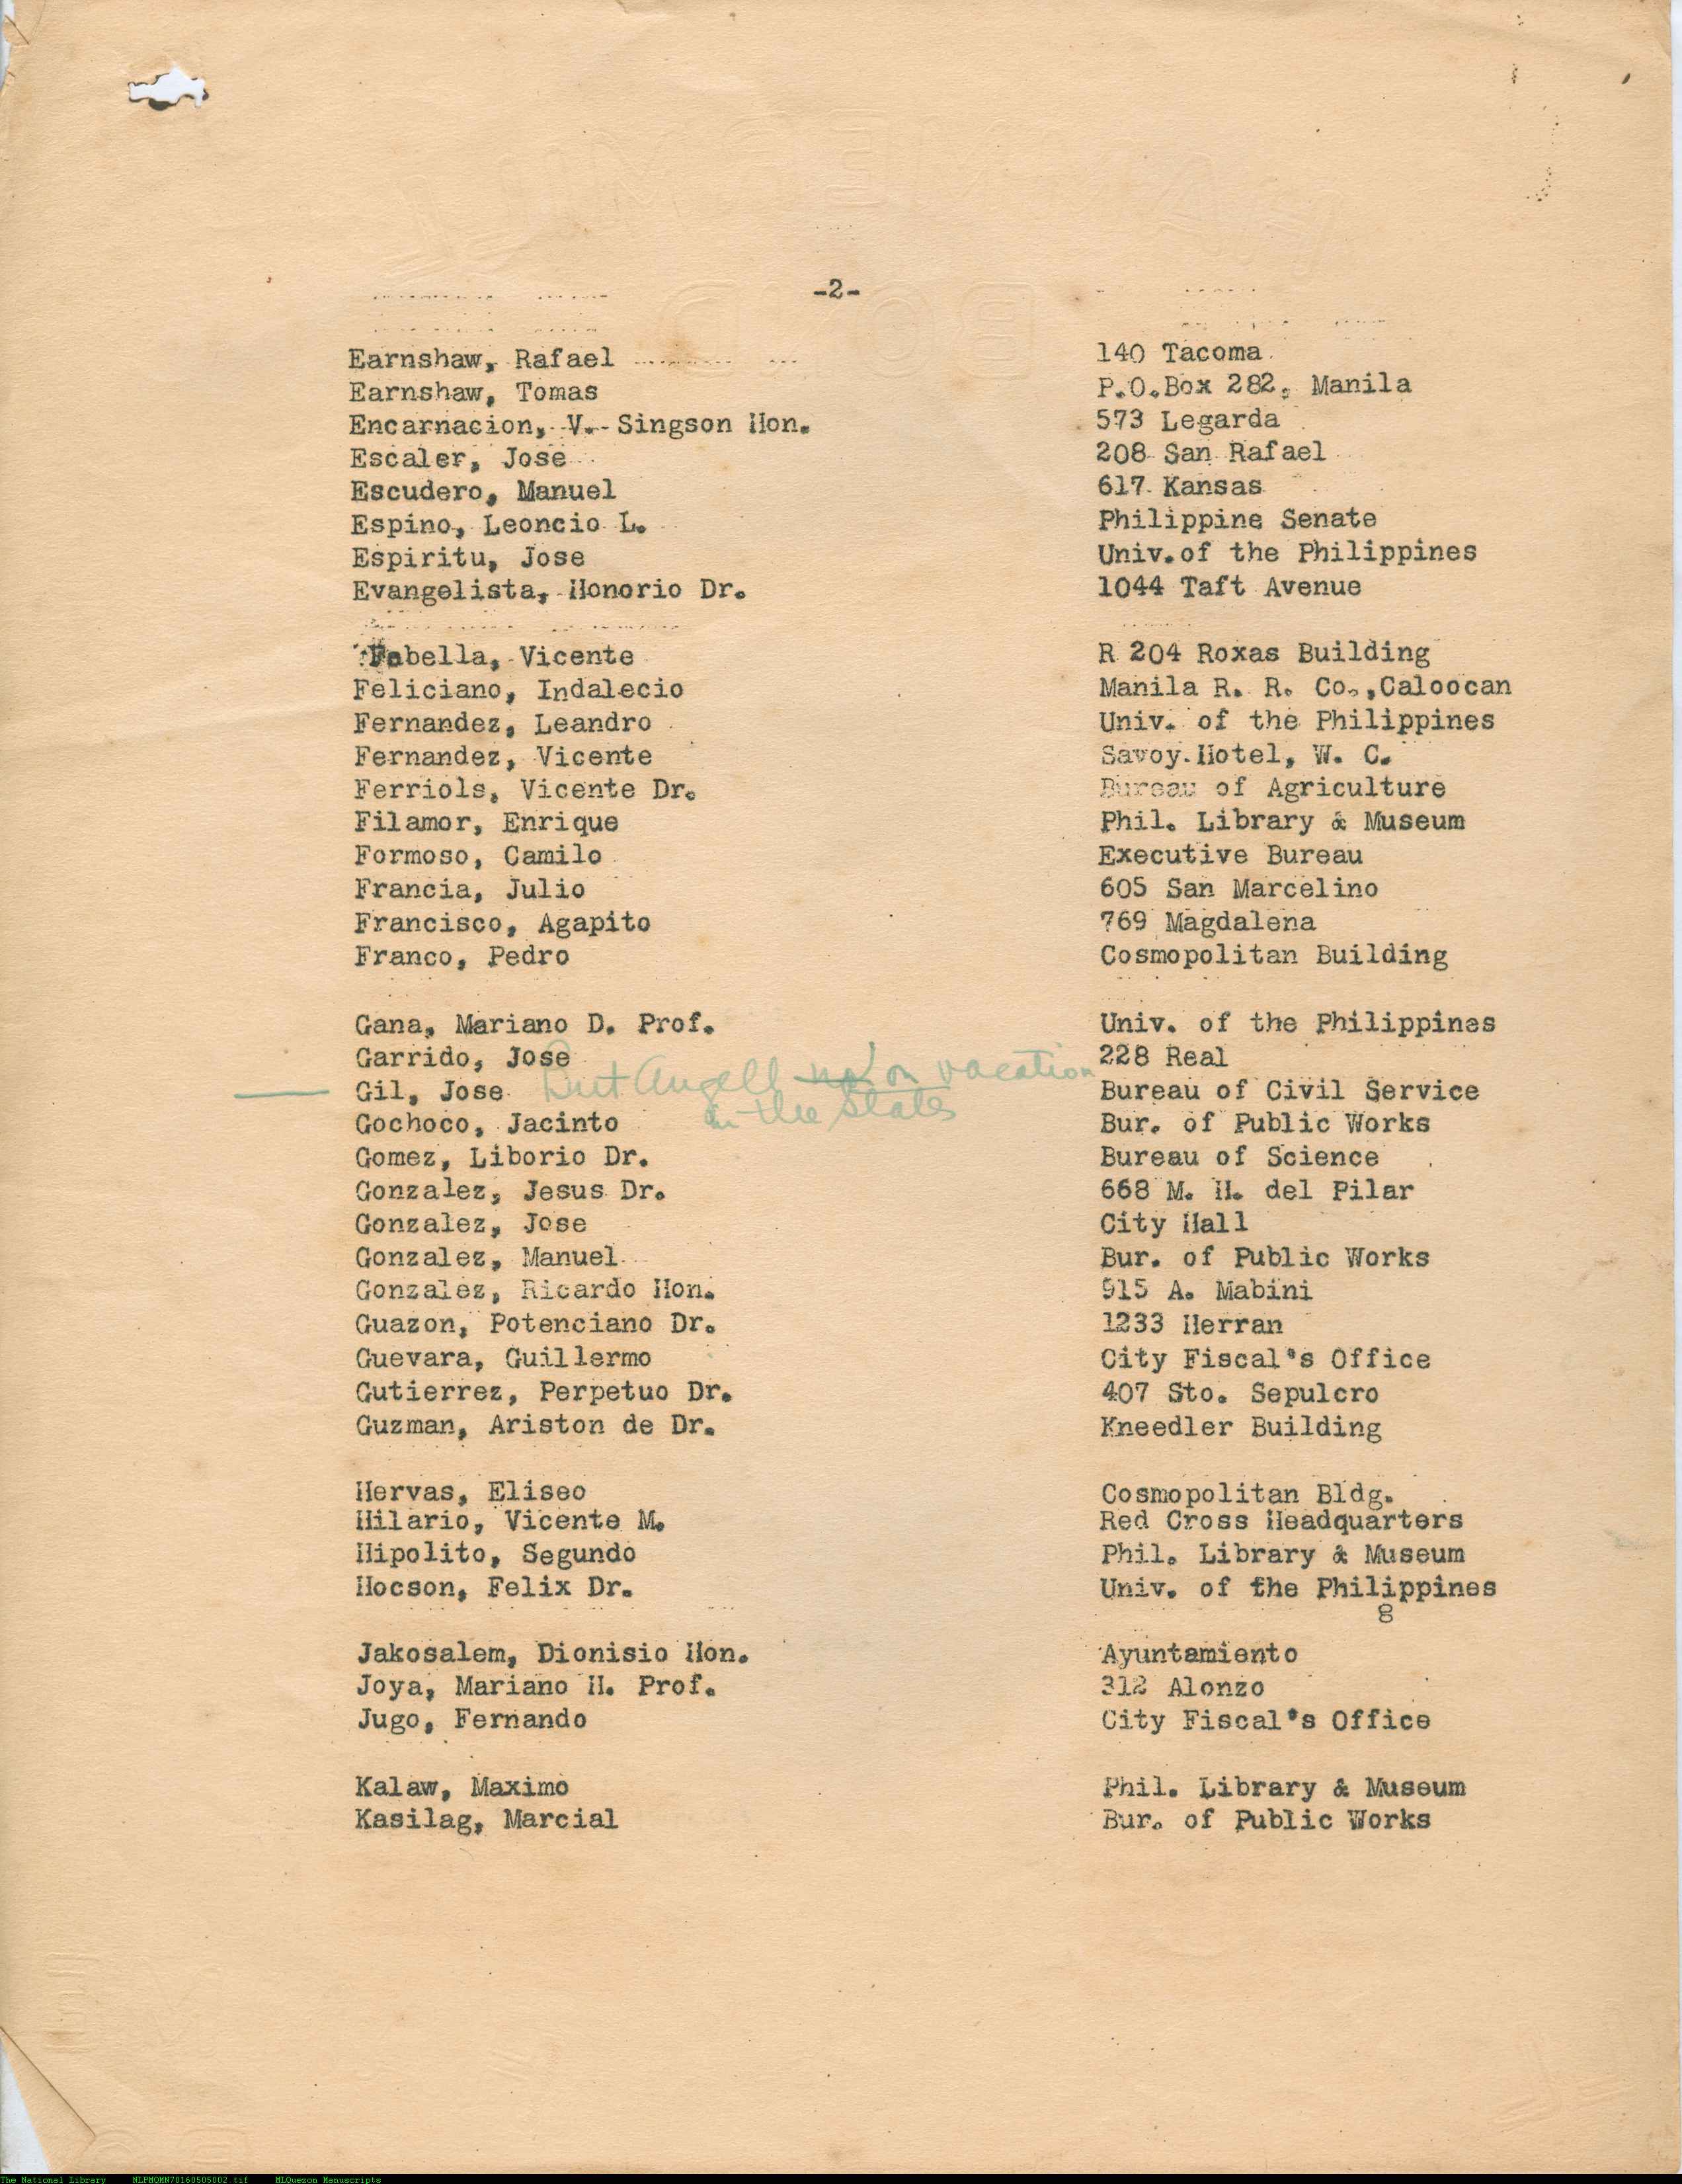 -2-
Earnshaw, Rafael 140 Tacoma
Earnshaw, Tomas P.O.Box 282, Manila
Encarnacion, V. Singson Hon. 573 Legarda
Escaler, Jose 208 San Rafael
Escudero, Manuel 617 Kansas
Espino, Leoncio L. Philippine Senate
Espiritu, Jose Univ.of the Philippines
Evangelista, Honorio Dr. 1044 Taft Avenue
Fabella, Vicente R 204 Roxas Building
Feliciano, Indalecio Manila R. R. Co.,Caloocan
Fernandez, Leandro Univ. of the Philippines
Fernandez, Vicente Savoy Hotel, W. C.
Ferriols, Vicente Dr. Bureau of Agriculture
Filamor, Enrique Phil. Library & Museum
Formoso, Camilo Executive Bureau
Francia, Julio 605 San Marcelino
Francisco, Agapito 769 Magdalena
Franco, Pedro Cosmopolitan Building
Gana, Mariano D. Prof. Univ. of the Philippines
Garrido, Jose 228 Real
Gil, Jose But Angell not on vacation Bureau of Civil Service
in the States
Gochoco, Jacinto Bur. of Public Works
Gomez, Liborio Dr. Bureau of Science
Gonzalez, Jesus Dr. 668 M. H. del Pilar
Gonzalez, Jose City Hall
Gonzalez, Manuel Bur. of Public Works
Gonzalez, Ricardo Hon. 915 A. Mabini
Guazon, Potenciano Dr. 1233 Herran
Guevara, Guillermo City Fiscal's Office
Gutierrez, Perpetuo Dr. 407 Sto. Sepulcro
Guzman, Ariston de Dr. Kneedler Building
Hervas, Eliseo Cosmopolitan Bldg.
Hilario, Vicente M. Red Cross Headquarters
Hipolito, Segundo Phil. Library & Museum
Hocson, Felix Dr. Univ. of the Philippines
8
Jakosalem, Dionisio Hon. Ayuntamiento
Joya, Mariano H. Prof. 312 Alonzo
Jugo, Fernando City Fiscal's Office
Kalaw, Maximo Phil. Library & Museum
Kasilag, Marcial Bur. of Public Works
The National Library NLPMQMN70160505002.tif MLQuezon Manuscripts